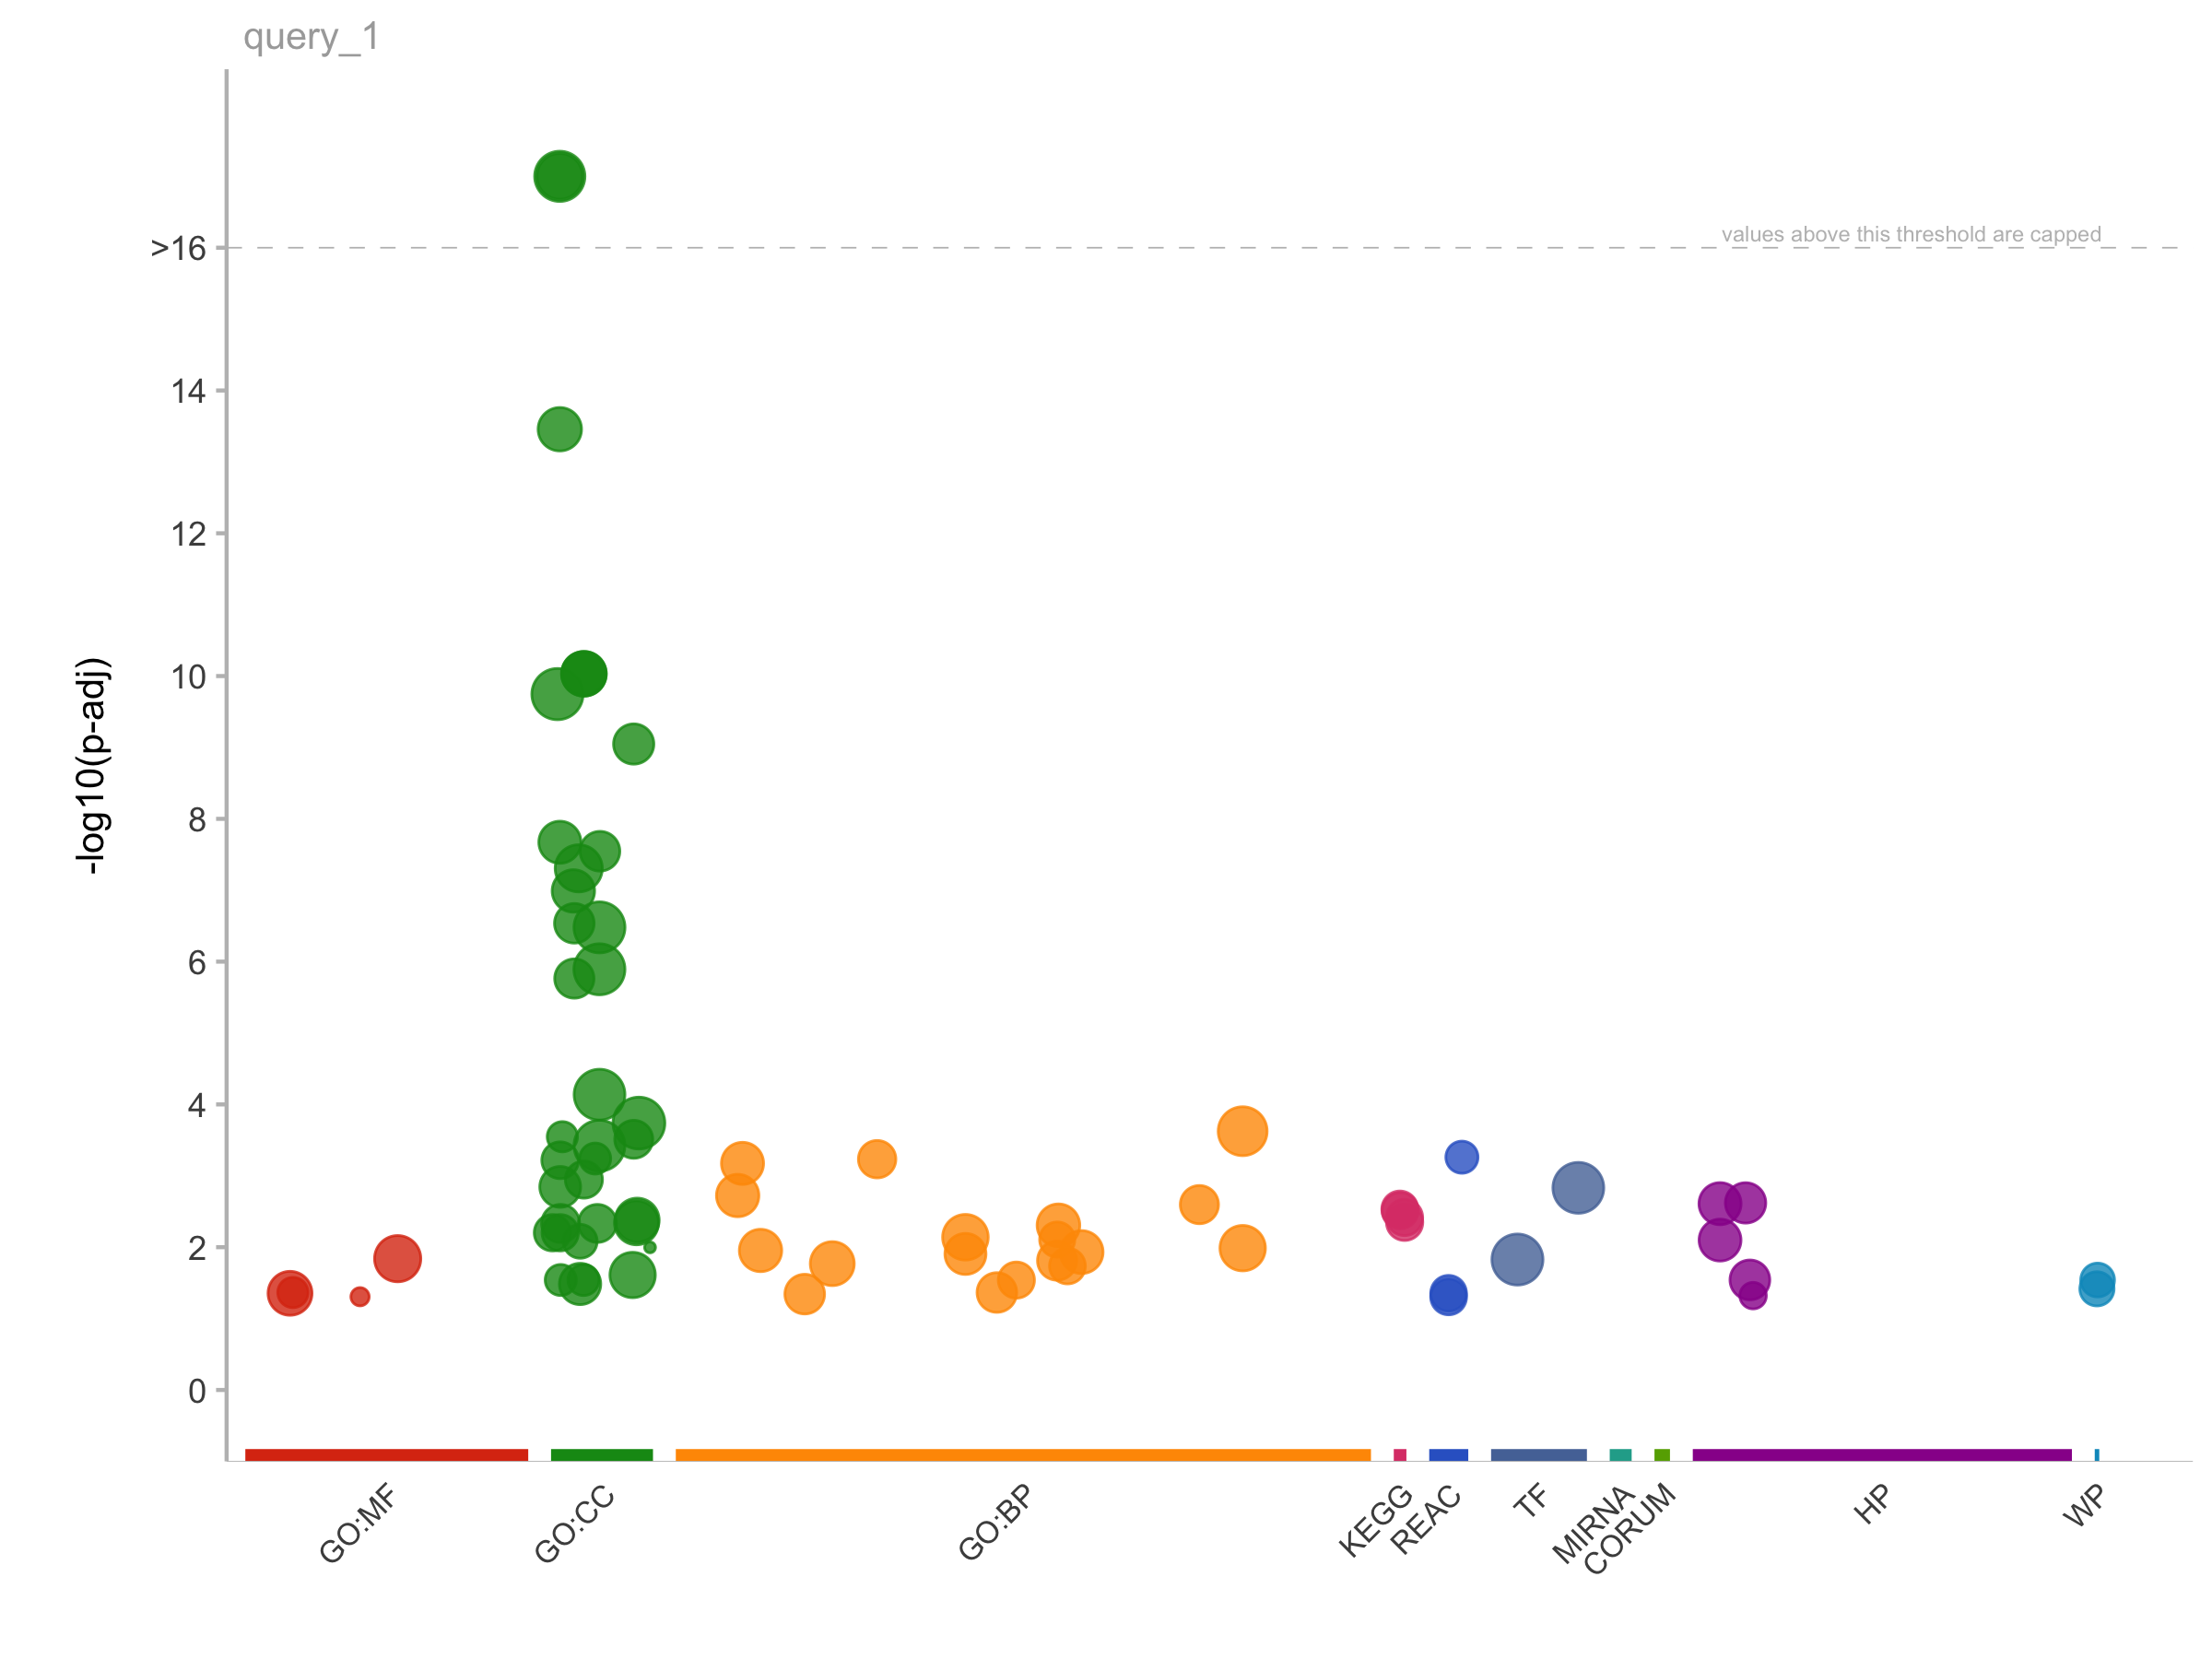 query_1
values above this threshold are capped
>16
14
12
10
8
6
4
2
0
-log10(p-adj)
GO:MF
GO:CC
GO:BP
KEGG
REAC
TF
MIRNA
CORUM
HP
WP